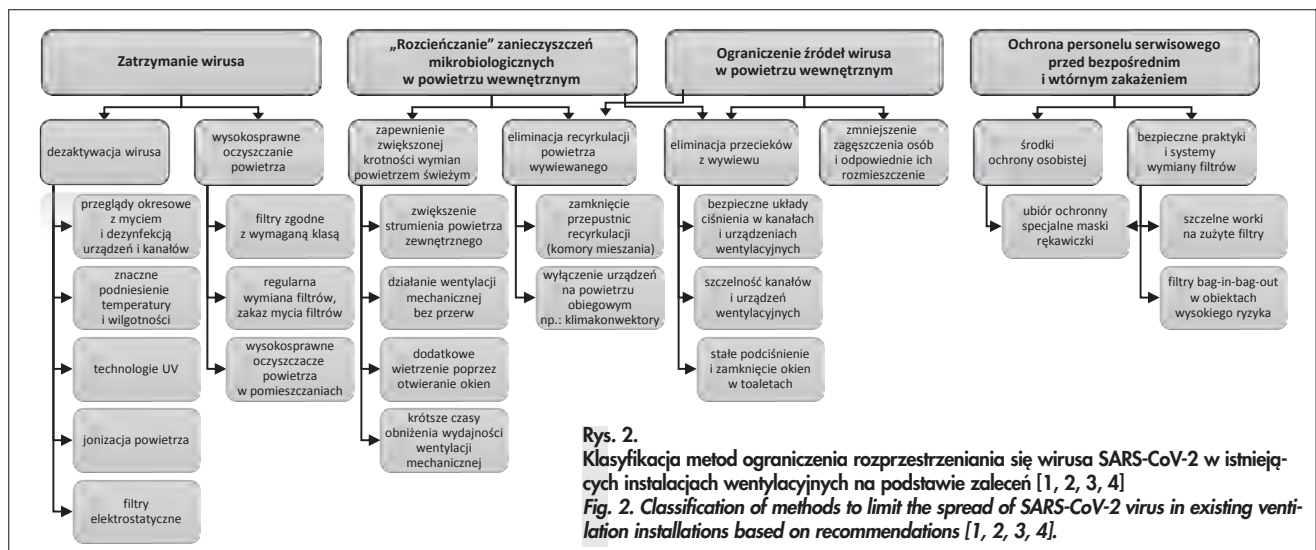 Zatrzymanie wirusa
„Rozcieńczanie” zanieczyszczeń
mikrobiologicznych
w powietrzu wewnętrznym
Ograniczenie źródeł wirusa
w powietrzu wewnętrznym
Ochrona personelu serwisowego
przed bezpośrednim
i wtórnym zakażeniem
dezaktywacja wirusa
wysokosprawne
oczyszczanie
powietrza
zapewnienie
zwiększonej
krotności wymian
powietrzem świeżym
eliminacja recyrkulacji
powietrza
wywiewanego
eliminacja przecieków
z wywiewu
zmniejszenie
zagęszczenia osób
i odpowiednie ich
rozmieszczenie
środki
ochrony osobistej
bezpieczne praktyki
i systemy
wymiany filtrów
przeglądy okresowe
z myciem
i dezynfekcją
urządzeń i kanałów
znaczne
podniesienie
temperatury
i wilgotności
technologie UV
jonizacja powietrza
filtry
elektrostatyczne
filtry zgodne
z wymaganą klasą
regularna
wymiana filtrów,
zakaz mycia filtrów
wysokosprawne
oczyszczacze
powietrza
w pomieszczaniach
zwiększenie
strumienia powietrza
zewnętrznego
działanie wentylacji
mechanicznej
bez przerw
dodatkowe
wietrzenie poprzez
otwieranie okien
krótsze czasy
obniżenia wydajności
wentylacji
mechanicznej
zamknięcie
przepustnic
recyrkulacji
(komory mieszania)
wyłączenie urządzeń
na powietrzu
obiegowym
np.: klimakonwektory
bezpieczne układy
ciśnienia w kanałach
i urządzeniach
wentylacyjnych
szczelność kanałów
i urządzeń
wentylacyjnych
stałe podciśnienie
i zamknięcie okien
w toaletach
ubiór ochronny
specjalne maski
rękawiczki
szczelne worki
na zużyte filtry
filtry bag-in-bag-out
w obiektach
wysokiego ryzyka
Rys. 2.
Klasyfikacja metod ograniczenia rozprzestrzeniania się wirusa SARS-CoV-2 w istnieją-
cych instalacjach wentylacyjnych na podstawie zaleceń [1, 2, 3, 4]
Fig. 2. Classification of methods to limit the spread of SARS-CoV-2 virus in existing venti-
lation installations based on recommendations [1, 2, 3, 4].